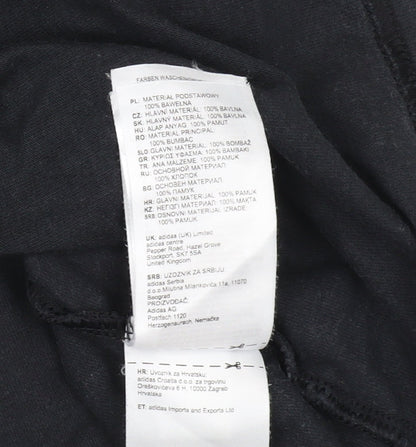 FARBEN WASCHEN
PL: MATERIAŁ PODSTAWOWY
100% BAWEŁNA
CZ: HLAVNÍ MATERIÁL: 100% BAVLNA
SK: HLAVNÝ MATERIÁL: 100% BAVLNA
HU: ALAP ANYAG: 100% PAMUT
RO: MATERIAL PRINCIPAL:
100% BUMBAC
SLO: GLAVNI MATERIAL: 100% BOMBAŽ
GR: ΚΥΡΙΩΣ ΥΦΑΣΜΑ: 100% ΒΑΜΒΑΚΙ
TR: ANA MALZEME: 100% PAMUK
RU: ОСНОВНОЙ МАТЕРИАЛ:
100% ХЛОПОК
BG: ОСНОВЕН МАТЕРИАЛ:
100% ПАМУК
HR: GLAVNI MATERIJAL: 100% PAMUK
KZ: НЕГІЗГІ МАТЕРИАЛ: 100% МАҚТА
SRB: OSNOVNI MATERIJAL IZRADE:
100% PAMUK
UK: adidas (UK) Limited
adidas centre
Pepper Road, Hazel Grove
Stockport, SK7 5SA
United Kingdom
SRB: UZOZNIK ZA SRBIJU:
adidas Serbia
d.o.o.Milutina Milankovica 11a, 11070
Beograd
PROIZVOĐAČ:
Adidas AG
Postfach 1120
Herzogenaurach, Nemačka
HR: Uvoznik za Hrvatsku:
adidas Croatia d.o.o. za trgovinu
Dreškovićeva 6, 10000 Zagreb
Hrvatska
ET: adidas Imports and Exports Ltd